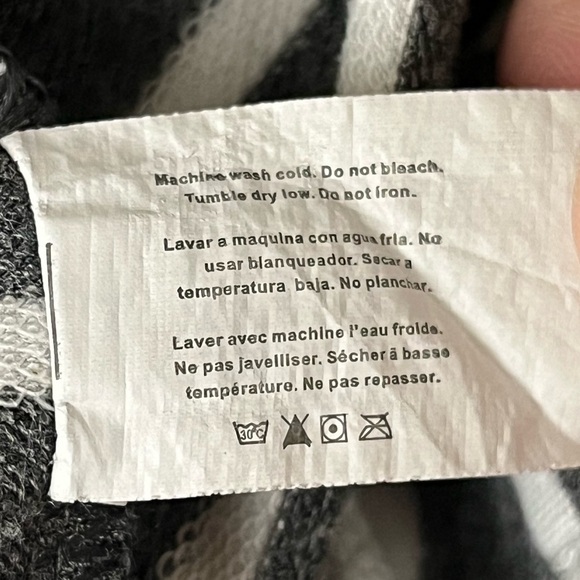 Machine wash cold. Do not bleach.
Tumble dry low. Do not iron.
Lavar a maquina con agua fria. No
usar blanqueador. Secar a
temperatura baja. No planchar.
Laver avec machine l'eau froide.
Ne pas javelliser. Sécher à basse
température. Ne pas repasser.
30°C